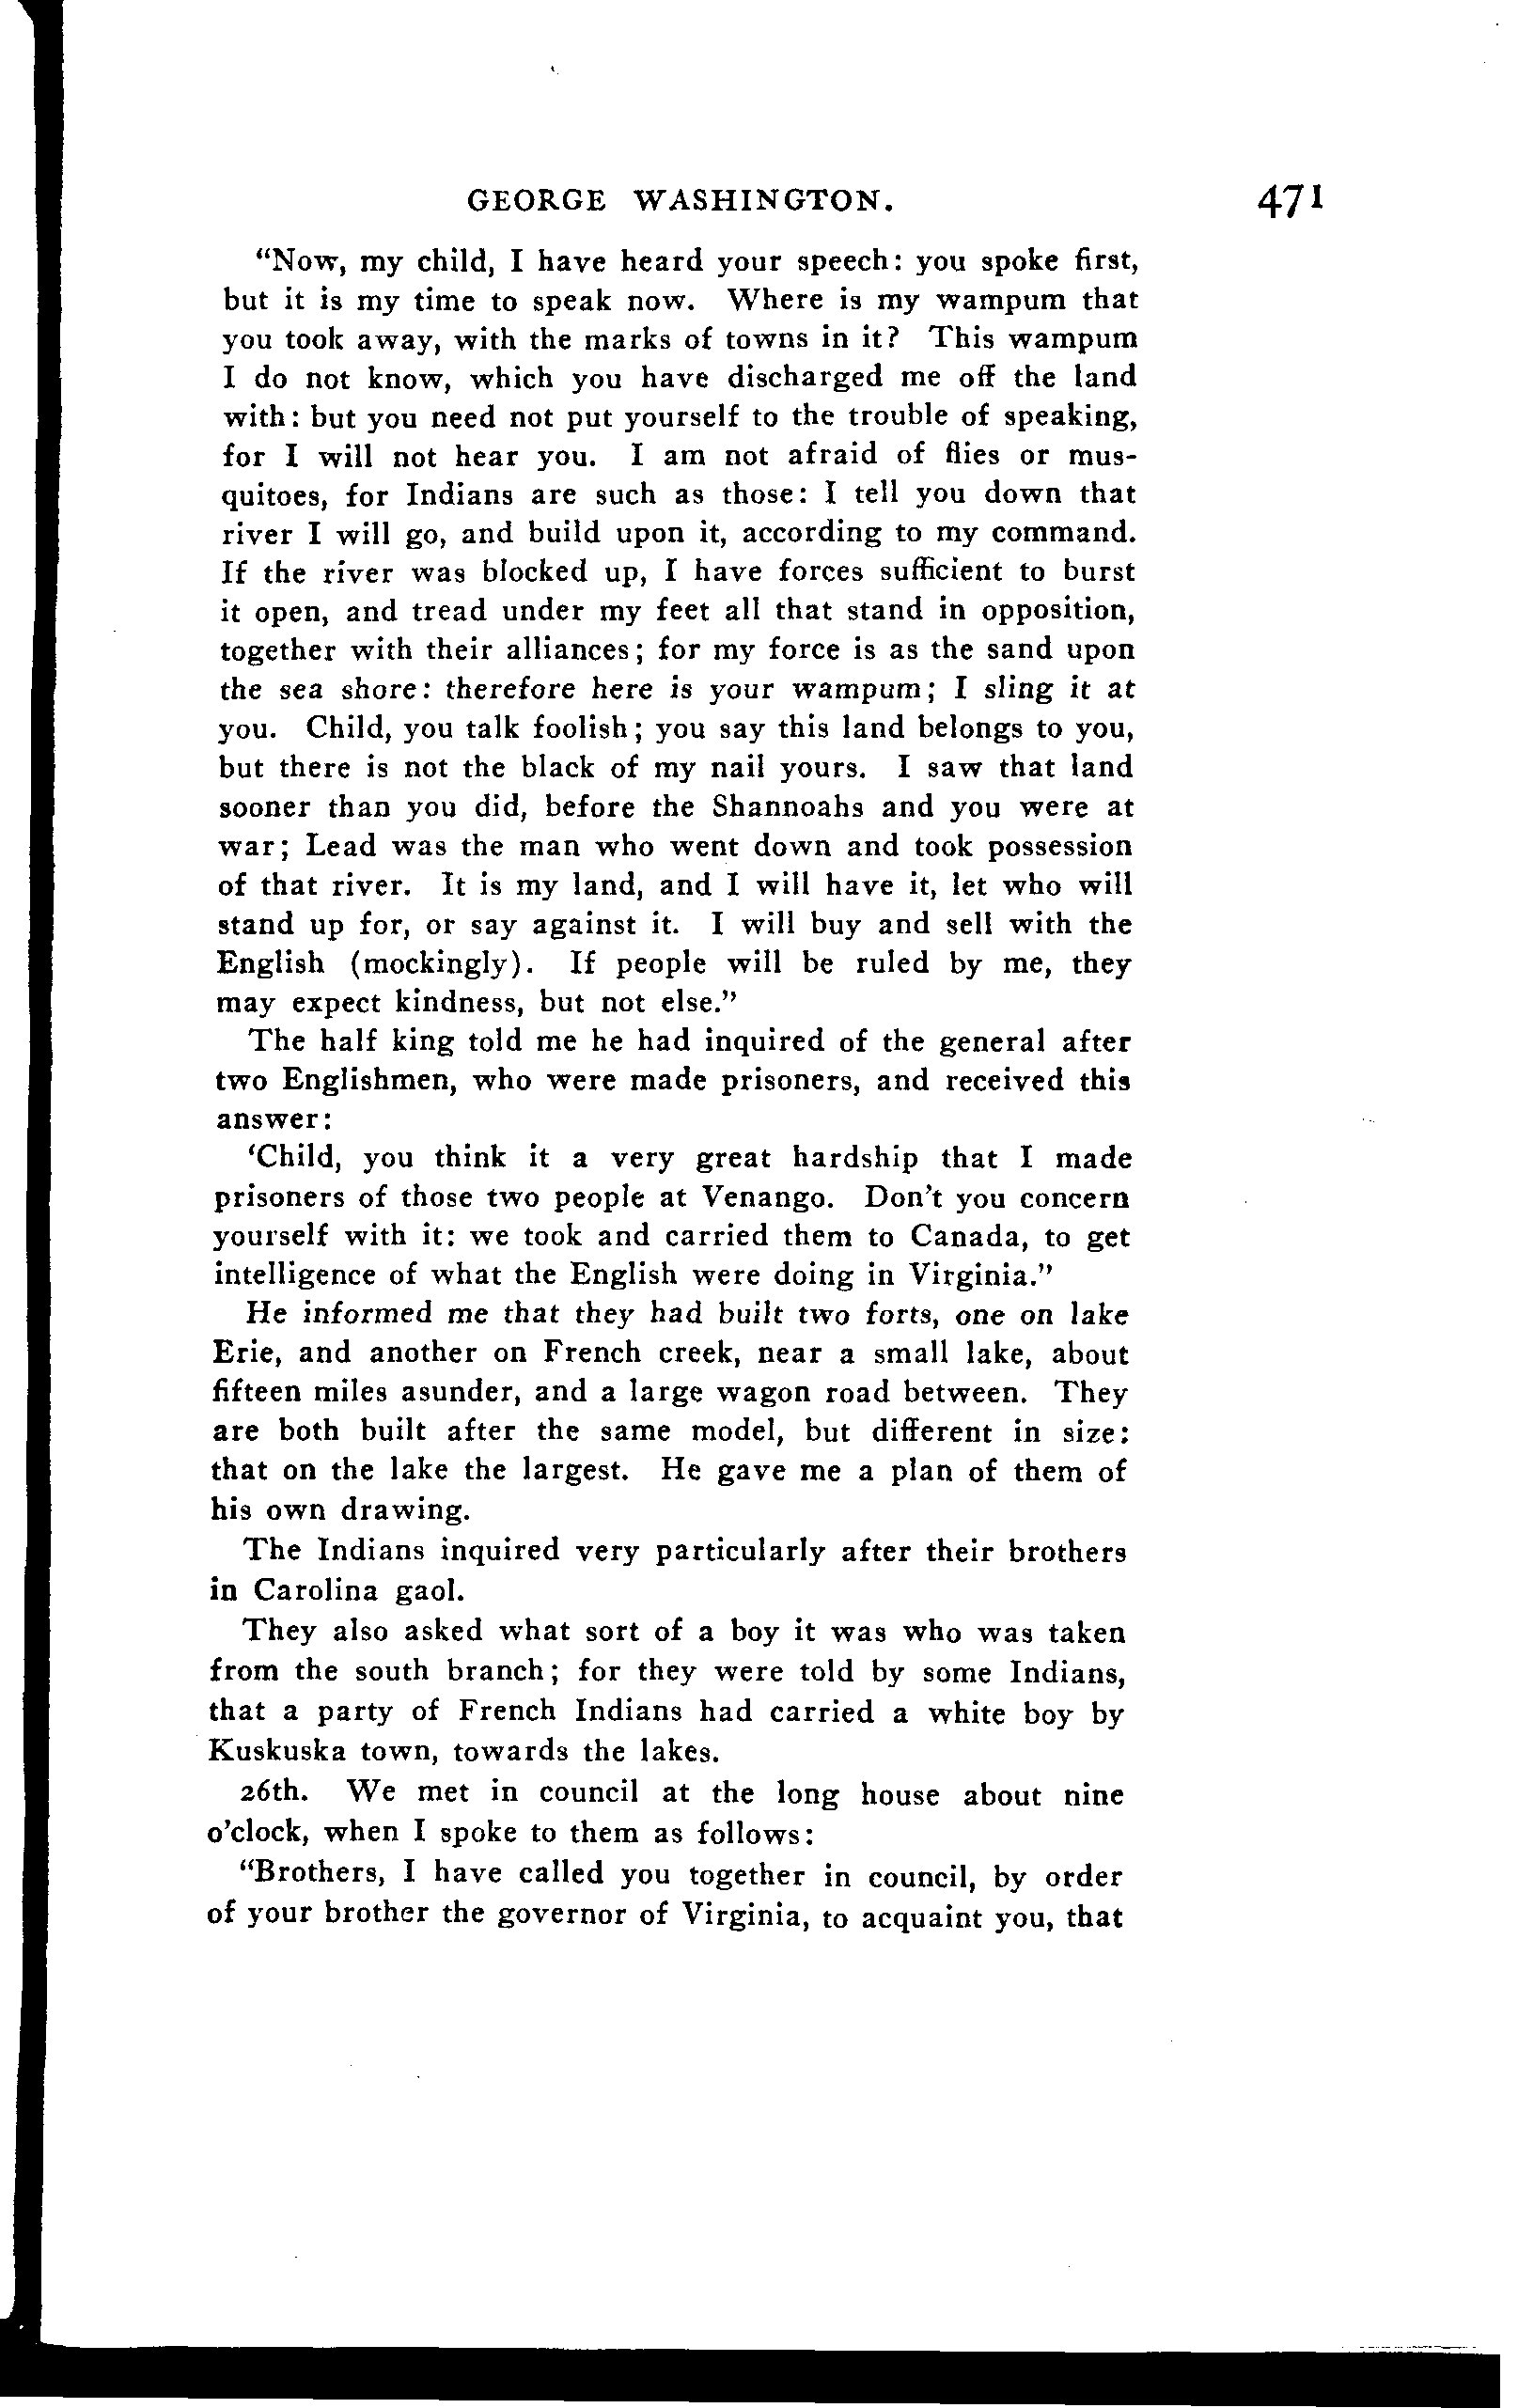 GEORGE WASHINGTON. 471
"Now, my child, I have heard your speech: you spoke first,
but it is my time to speak now. Where is my wampum that
you took away, with the marks of towns in it? This wampum
I do not know, which you have discharged me off the land
with: but you need not put yourself to the trouble of speaking,
for I will not hear you. I am not afraid of flies or mus-
quitoes, for Indians are such as those: I tell you down that
river I will go, and build upon it, according to my command.
If the river was blocked up, I have forces sufficient to burst
it open, and tread under my feet all that stand in opposition,
together with their alliances; for my force is as the sand upon
the sea shore: therefore here is your wampum; I sling it at
you. Child, you talk foolish; you say this land belongs to you,
but there is not the black of my nail yours. I saw that land
sooner than you did, before the Shannoahs and you were at
war; Lead was the man who went down and took possession
of that river. It is my land, and I will have it, let who will
stand up for, or say against it. I will buy and sell with the
English (mockingly). If people will be ruled by me, they
may expect kindness, but not else."
The half king told me he had inquired of the general after
two Englishmen, who were made prisoners, and received this
answer:
'Child, you think it a very great hardship that I made
prisoners of those two people at Venango. Don't you concern
yourself with it: we took and carried them to Canada, to get
intelligence of what the English were doing in Virginia."
He informed me that they had built two forts, one on lake
Erie, and another on French creek, near a small lake, about
fifteen miles asunder, and a large wagon road between. They
are both built after the same model, but different in size:
that on the lake the largest. He gave me a plan of them of
his own drawing.
The Indians inquired very particularly after their brothers
in Carolina gaol.
They also asked what sort of a boy it was who was taken
from the south branch; for they were told by some Indians,
that a party of French Indians had carried a white boy by
Kuskuska town, towards the lakes.
26th. We met in council at the long house about nine
o'clock, when I spoke to them as follows:
"Brothers, I have called you together in council, by order
of your brother the governor of Virginia, to acquaint you, that